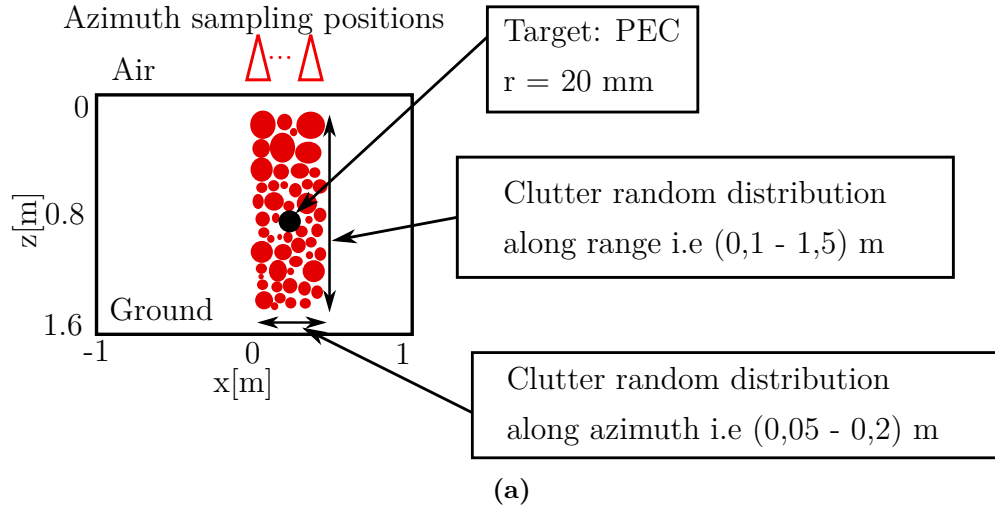 Azimuth sampling positions
Target: PEC
r = 20 mm
Air
0
Clutter random distribution
along range i.e (0,1 - 1,5) m
0.8
z[m]
Ground
1.6
-1
0
1
x[m]
Clutter random distribution
along azimuth i.e (0,05 - 0,2) m
(a)